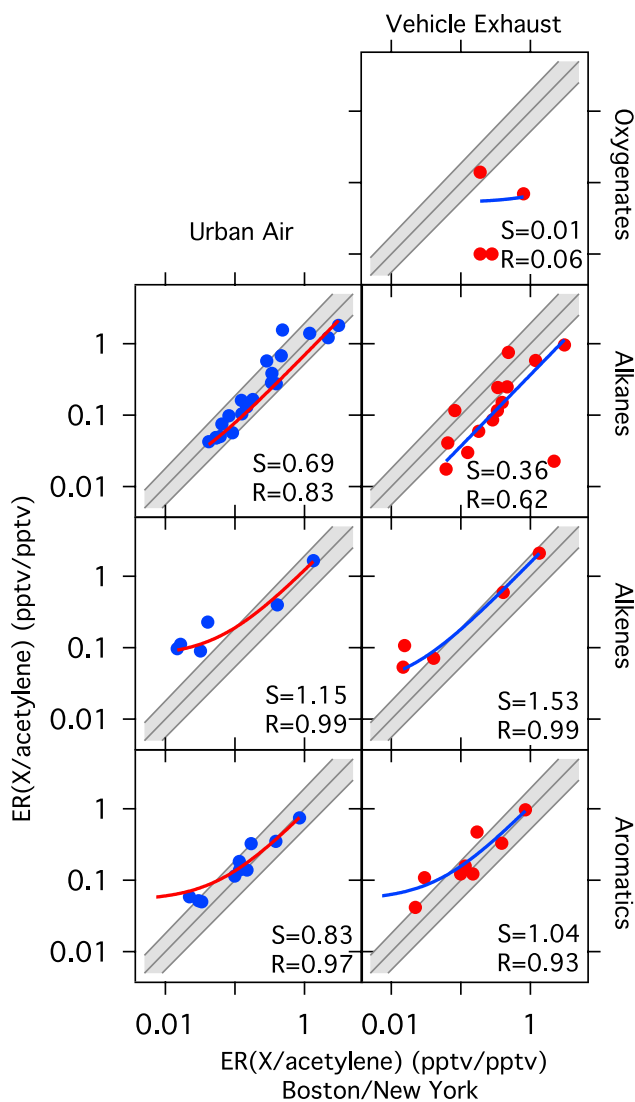 Vehicle Exhaust
Oxygenates
S=0.01
R=0.06
Urban Air
Alkanes
1
0.1
0.01
S=0.69
R=0.83
S=0.36
R=0.62
Alkenes
1
0.1
0.01
S=1.15
R=0.99
S=1.53
R=0.99
Aromatics
1
0.1
0.01
S=0.83
R=0.97
S=1.04
R=0.93
ER(X/acetylene) (pptv/pptv)
0.01
1
0.01
1
ER(X/acetylene) (pptv/pptv)
Boston/New York